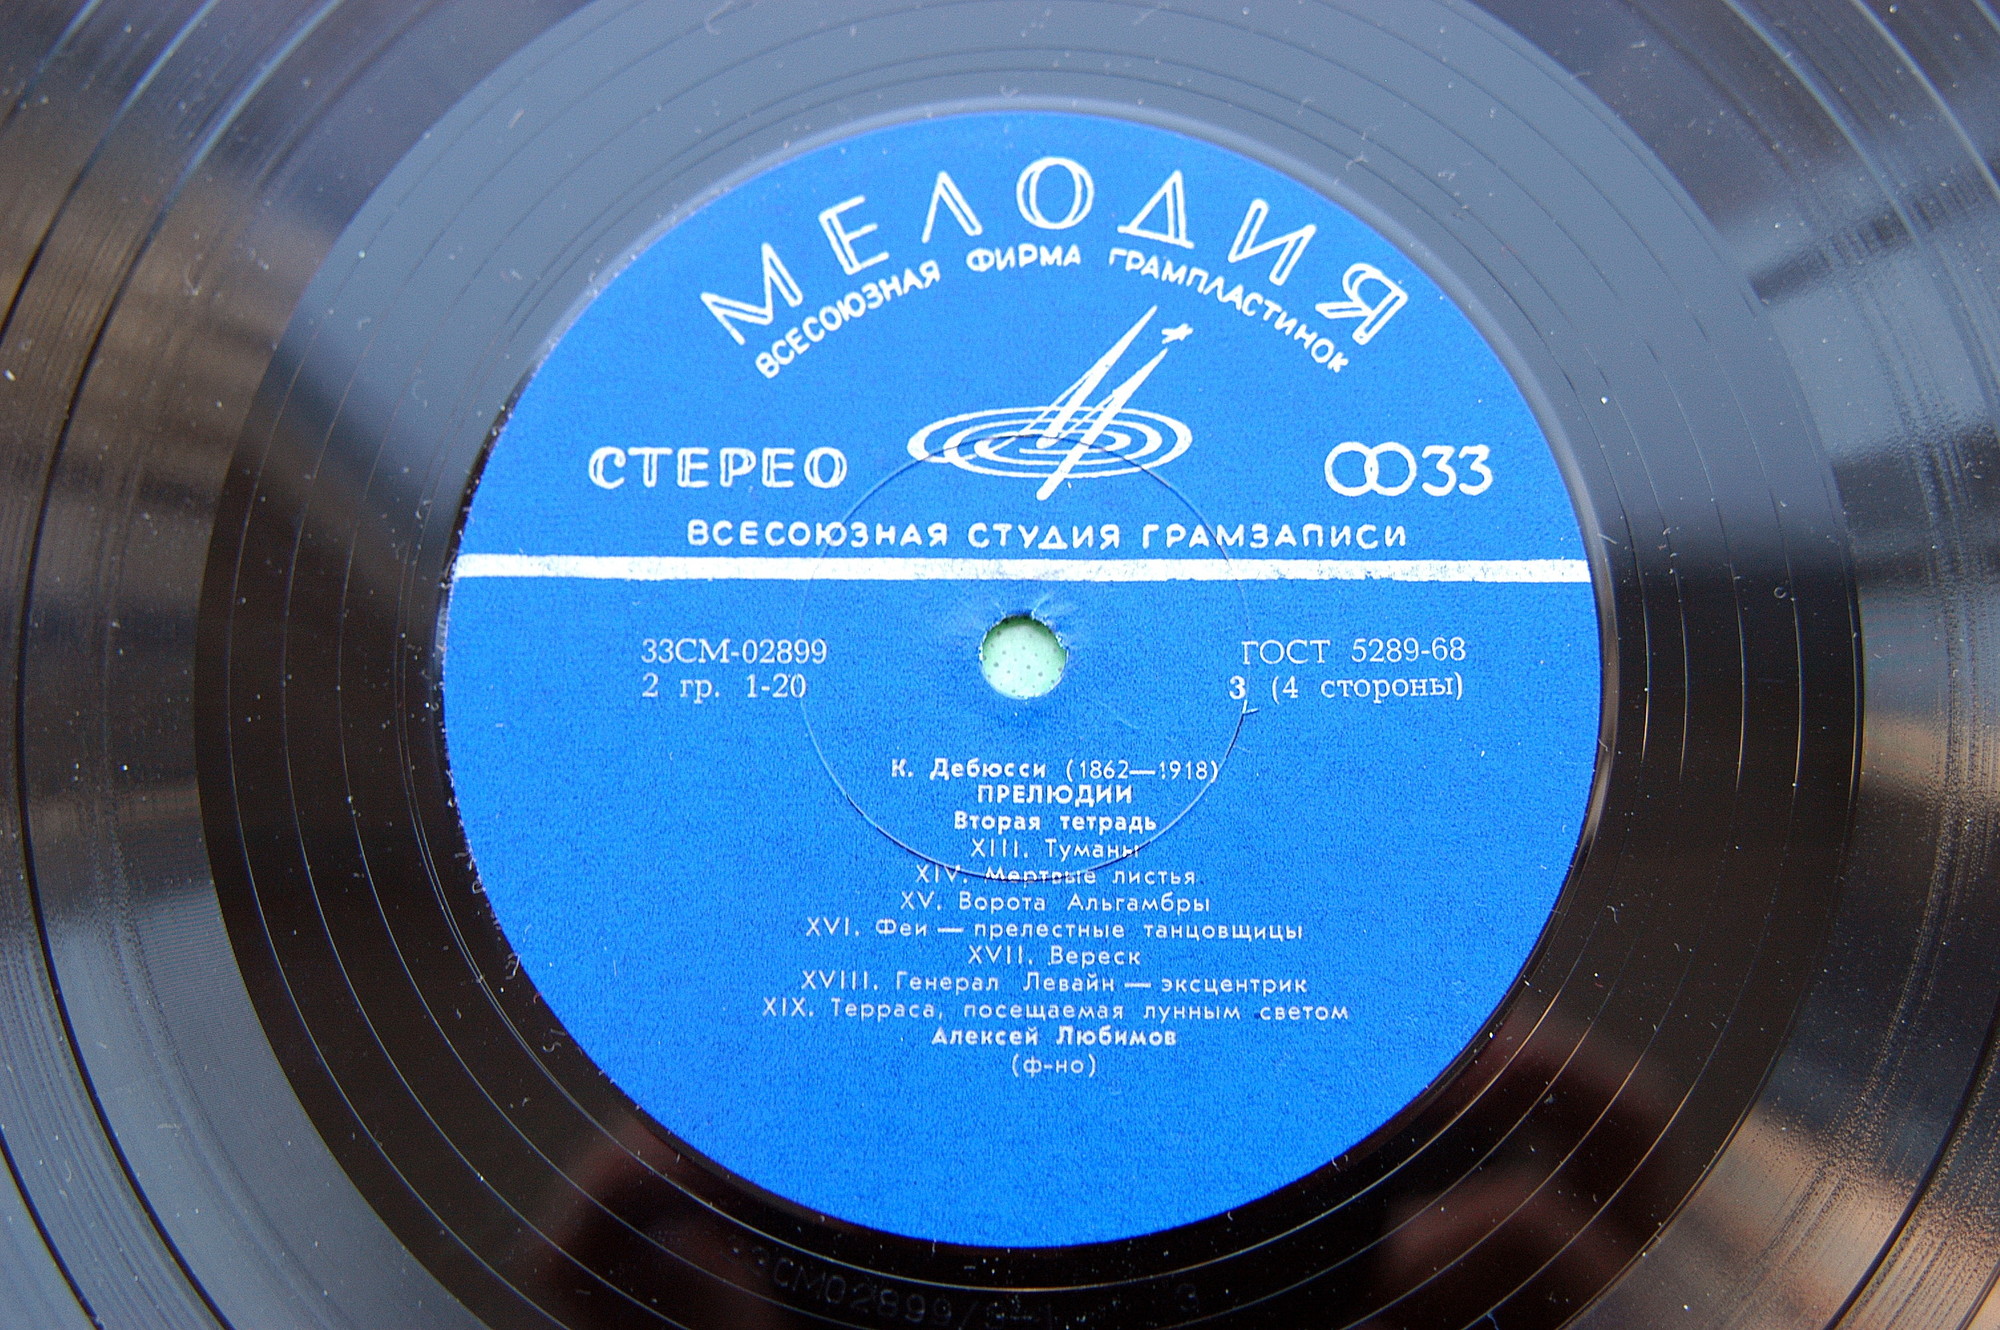 МЕЛОДИЯ
ВСЕСОЮЗНАЯ ФИРМА ГРАМПЛАСТИНОК
СТЕРЕО
33
ВСЕСОЮЗНАЯ СТУДИЯ ГРАМЗАПИСИ
33СМ-02899
ГОСТ 5289-68
2 гр. 1-20
3 (4 стороны)
К. Дебюсси (1862—1918)
ПРЕЛЮДИИ
Вторая тетрадь
XIII. Туманы
XIV. Мертвые листья
XV. Ворота Альгамбры
XVI. Феи — прелестные танцовщицы
XVII. Вереск
XVIII. Генерал Левайн — эксцентрик
XIX. Терраса, посещаемая лунным светом
Алексей Любимов
(ф-но)